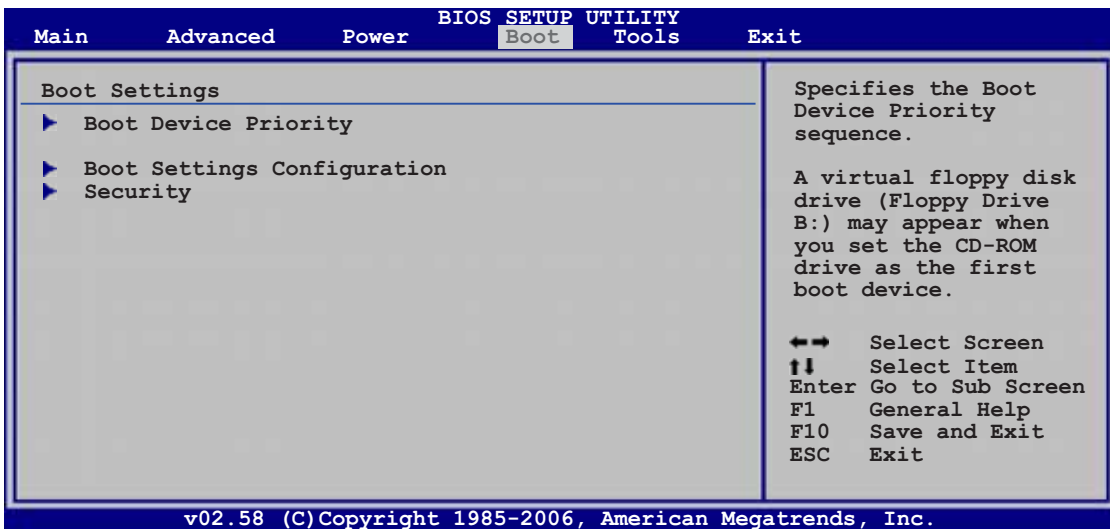 BIOS SETUP UTILITY
Main Advanced Power Boot Tools Exit
Boot Settings
Boot Device Priority
Boot Settings Configuration
Security
Specifies the Boot
Device Priority
sequence.
A virtual floppy disk
drive (Floppy Drive
B:) may appear when
you set the CD-ROM
drive as the first
boot device.
←→ Select Screen
↑↓ Select Item
Enter Go to Sub Screen
F1 General Help
F10 Save and Exit
ESC Exit
v02.58 (C)Copyright 1985-2006, American Megatrends, Inc.